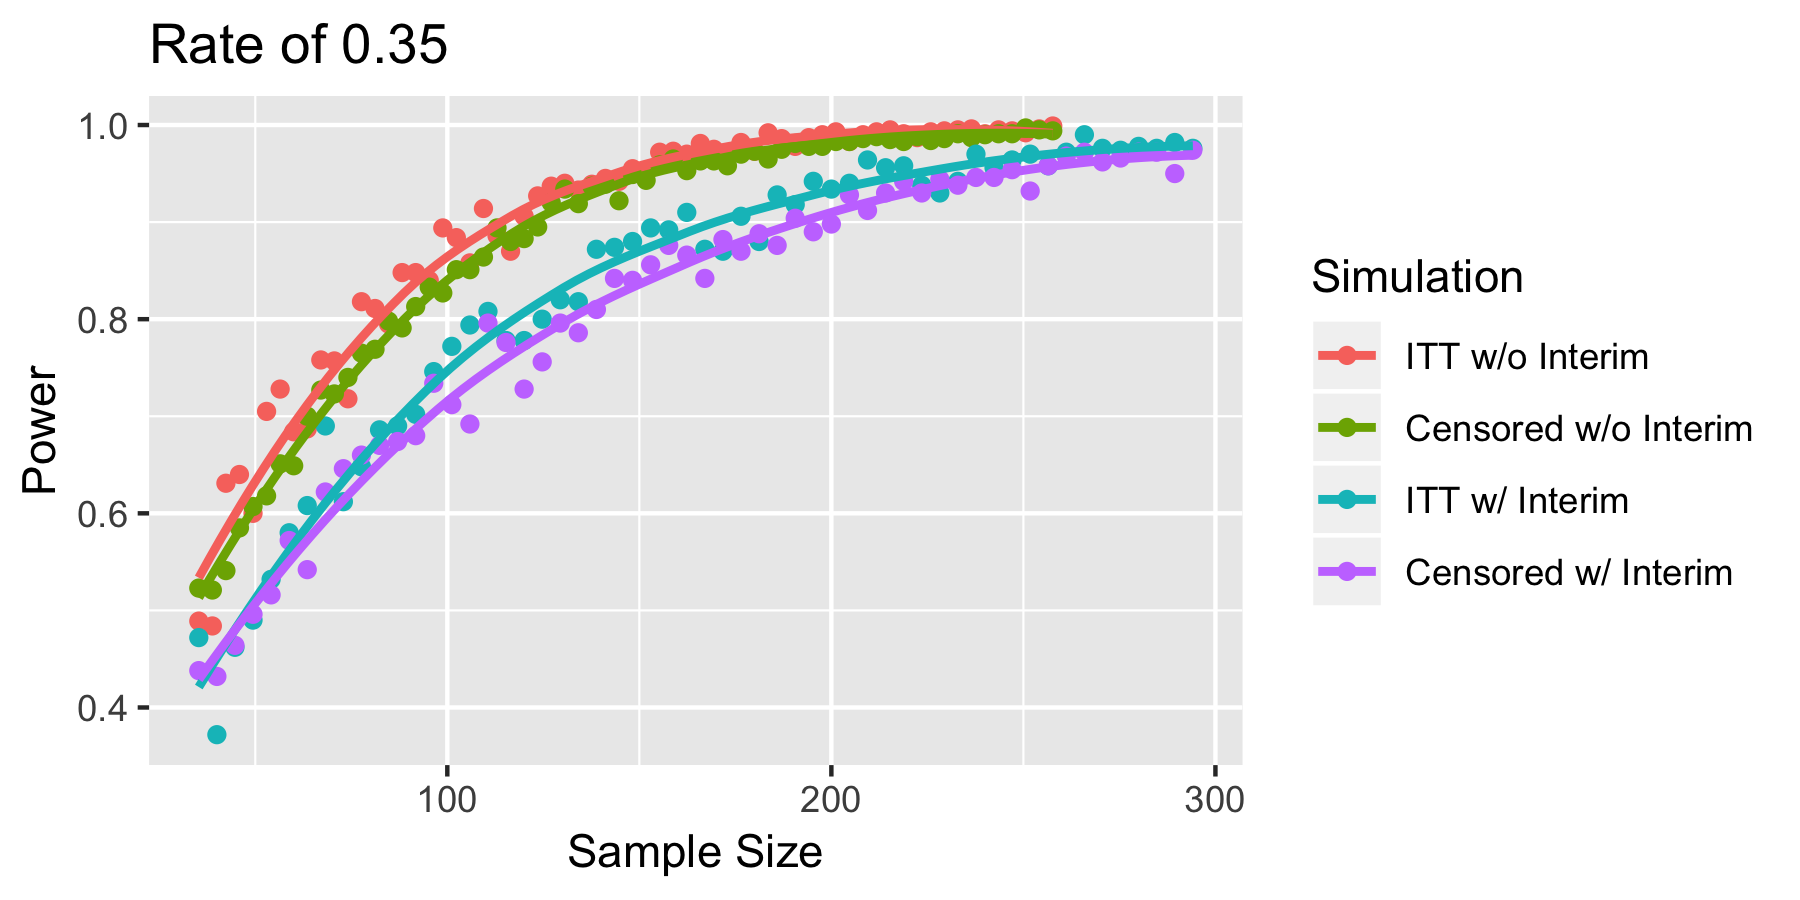 Rate of 0.35
1.0
0.8
0.6
0.4
Power
100
200
300
Sample Size
Simulation
ITT w/o Interim
Censored w/o Interim
ITT w/ Interim
Censored w/ Interim